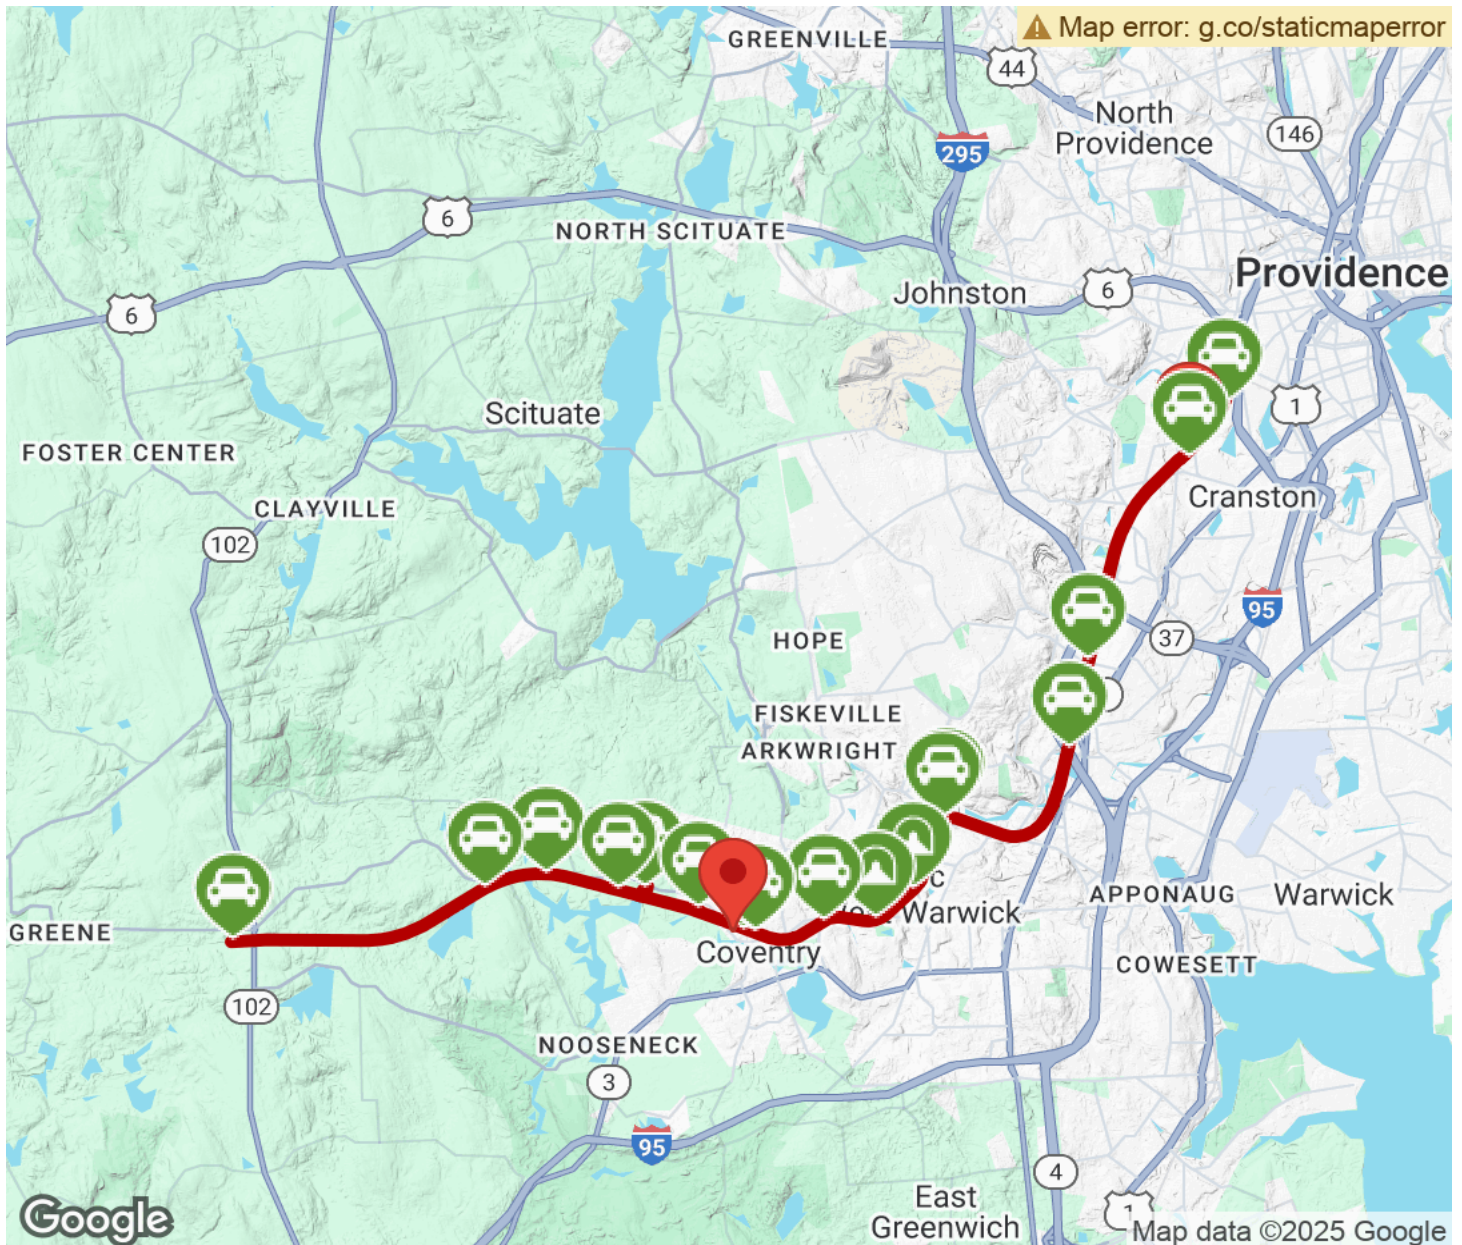 Map error: g.co/staticmaperror
GREENVILLE
44
North
Providence
146
295
6
NORTH SCITUATE
Providence
Johnston
6
6
Scituate
1
FOSTER CENTER
Cranston
CLAYVILLE
102
95
37
HOPE
FISKEVILLE
ARKWRIGHT
c
APPONAUG
Warwick
Warwick
GREENE
Coventry
COWESETT
102
NOOSENECK
3
95
4
East
Greenwich
1
Google
Map data ©2025 Google